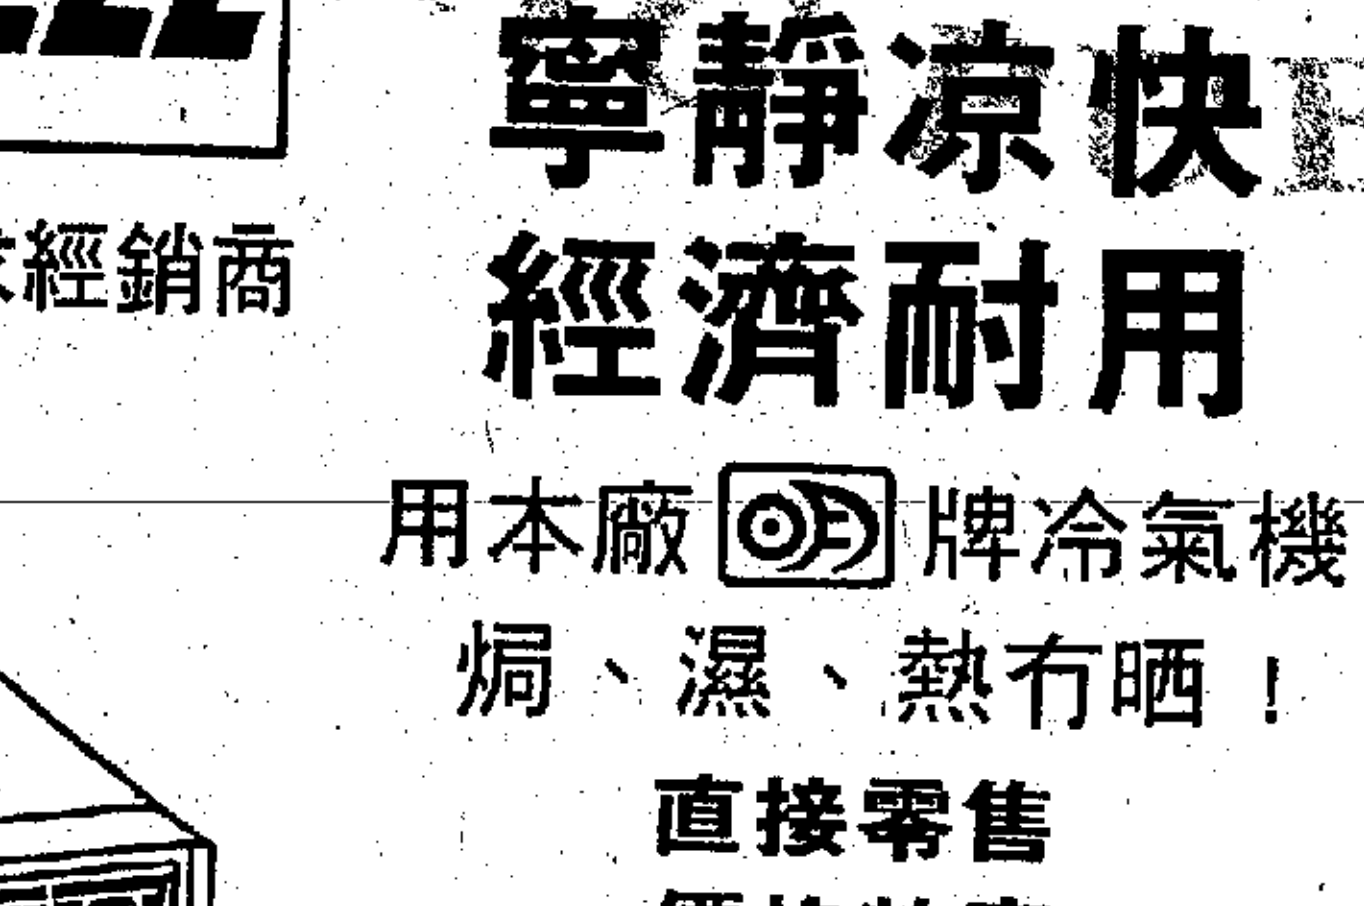 寧靜涼快
經銷商
經濟耐用
用本廠牌冷氣機
焗、濕、熱冇晒！
直接零售